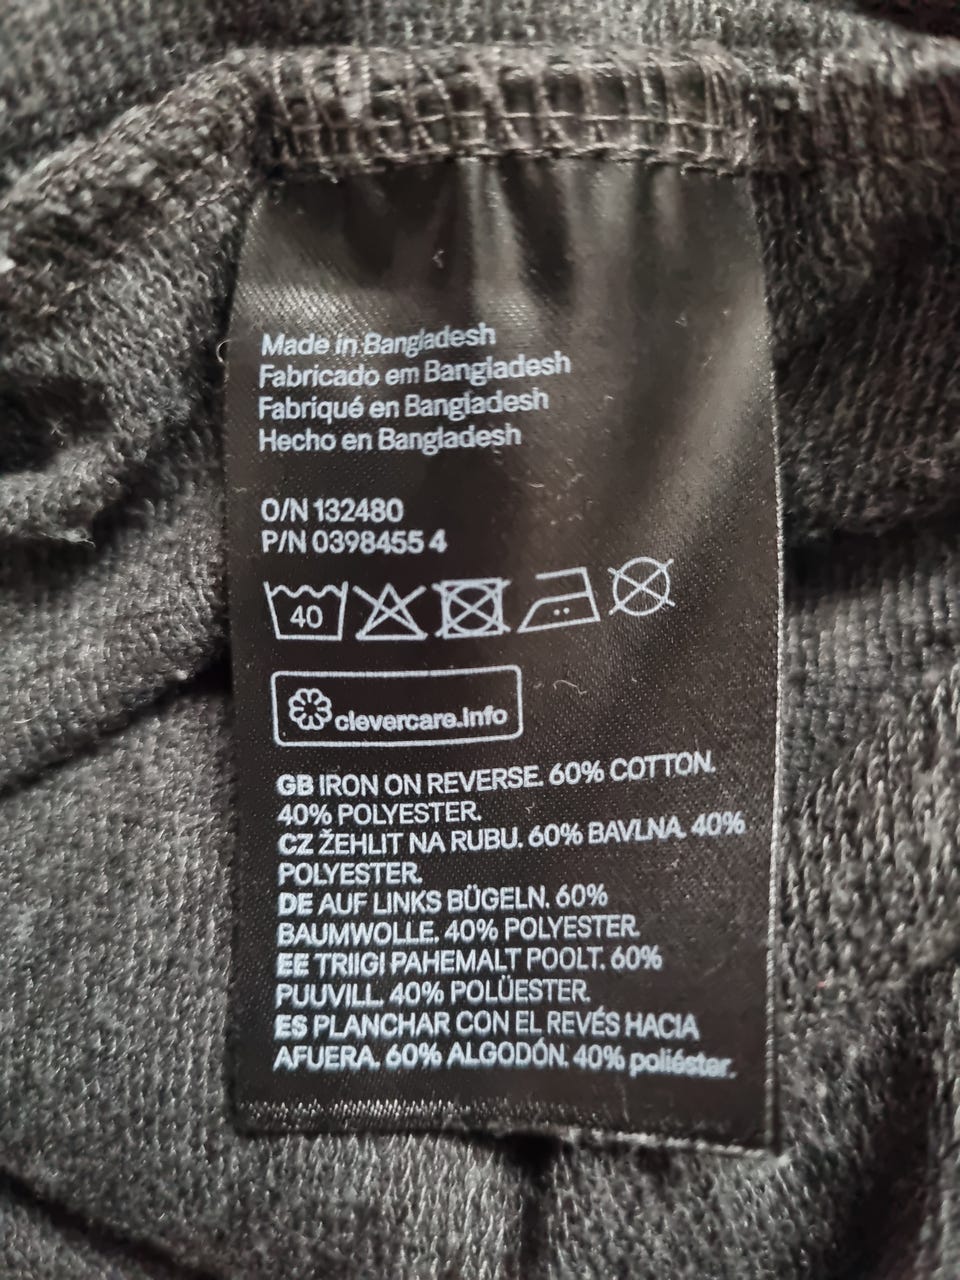 Made in Bangladesh
Fabricado em Bangladesh
Fabriqué en Bangladesh
Hecho en Bangladesh
O/N 132480
P/N 0398455 4
40
clevercare.info
GB IRON ON REVERSE. 60% COTTON.
40% POLYESTER.
CZ ŽEHLIT NA RUBU. 60% BAVLNA. 40%
POLYESTER.
DE AUF LINKS BÜGELN. 60%
BAUMWOLLE. 40% POLYESTER.
EE TRIIGI PAHEMALT POOLT. 60%
PUUVILL. 40% POLÜESTER.
ES PLANCHAR CON EL REVÉS HACIA
AFUERA. 60% ALGODÓN. 40% poliéster.